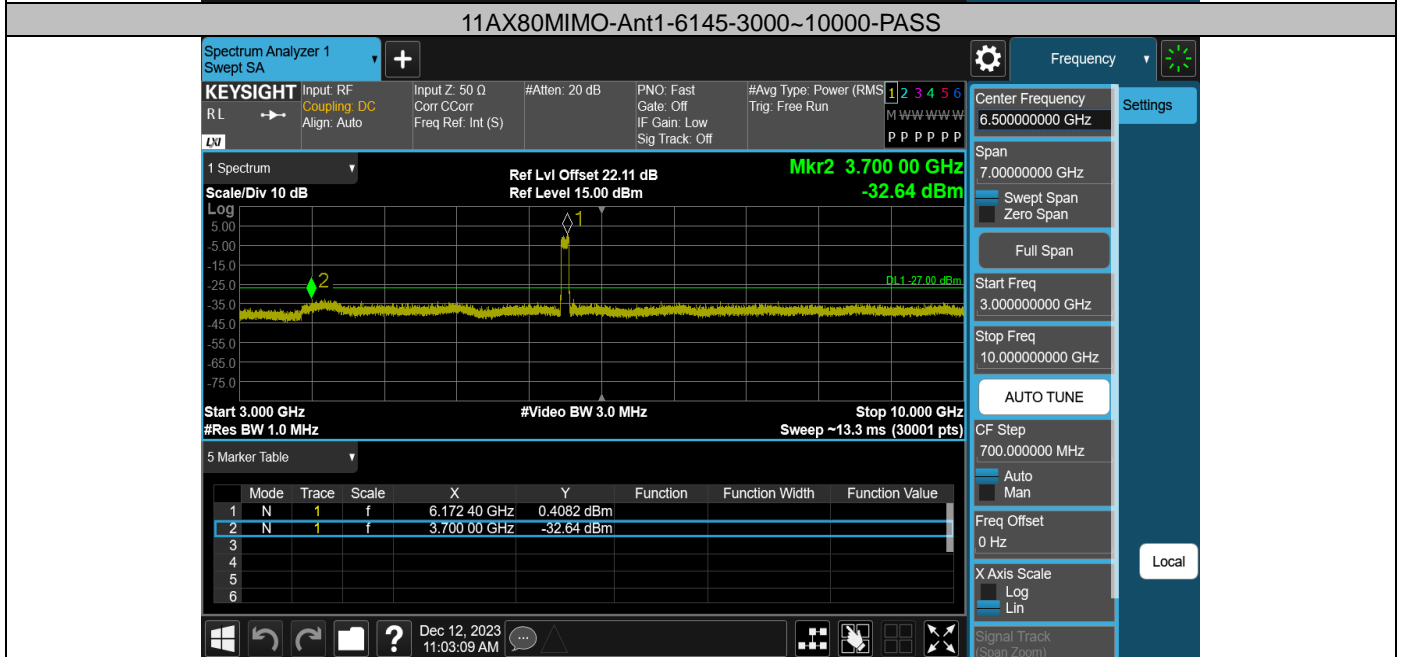 11AX80MIMO-Ant1-6145-3000~10000-PASS
Spectrum Analyzer 1
Swept SA
Frequency
KEYSIGHT
RL
LXI
Input: RF
Coupling: DC
Align: Auto
Input Z: 50 Ω
Corr CCorr
Freq Ref: Int (S)
#Atten: 20 dB
PNO: Fast
Gate: Off
IF Gain: Low
Sig Track: Off
#Avg Type: Power (RMS
Trig: Free Run
1 2 3 4 5 6
M W W W W W
P P P P P P
1 Spectrum
Scale/Div 10 dB
Ref Lvl Offset 22.11 dB
Ref Level 15.00 dBm
Mkr2 3.700 00 GHz
-32.64 dBm
Log
5.00
-5.00
-15.0
-25.0
-35.0
-45.0
-55.0
-65.0
-75.0
1
2
DL1 -27.00 dBm
Start 3.000 GHz
#Video BW 3.0 MHz
Stop 10.000 GHz
#Res BW 1.0 MHz
Sweep ~13.3 ms (30001 pts)
5 Marker Table
Mode Trace Scale X Y Function Function Width Function Value
1 N 1 f 6.172 40 GHz 0.4082 dBm
2 N 1 f 3.700 00 GHz -32.64 dBm
3
4
5
6
Dec 12, 2023
11:03:09 AM
Center Frequency
6.500000000 GHz
Settings
Span
7.00000000 GHz
Swept Span
Zero Span
Full Span
Start Freq
3.000000000 GHz
Stop Freq
10.000000000 GHz
AUTO TUNE
CF Step
700.000000 MHz
Auto
Man
Freq Offset
0 Hz
X Axis Scale
Log
Lin
Local
Signal Track
(Span Zoom)